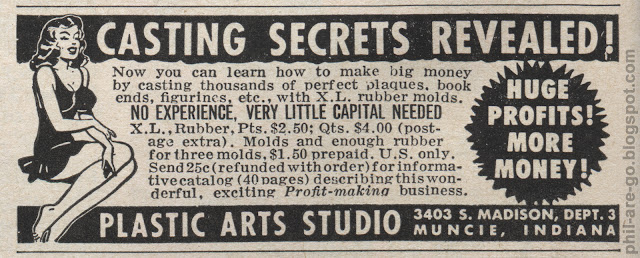 CASTING SECRETS REVEALED!
Now you can learn how to make big money
by casting thousands of perfect plaques, book
ends, figurines, etc., with X.L. rubber molds.
NO EXPERIENCE, VERY LITTLE CAPITAL NEEDED
X.L., Rubber, Pts. $2.50; Qts. $4.00 (post-
age extra). Molds and enough rubber
for three molds, $1.50 prepaid. U.S. only.
Send 25c (refunded with order) for informa-
tive catalog (40 pages) describing this won-
derful, exciting Profit-making business.
HUGE
PROFITS!
MORE
MONEY!
PLASTIC ARTS STUDIO
3403 S. MADISON, DEPT. 3
MUNCIE, INDIANA
phil-are-go.blogspot.com